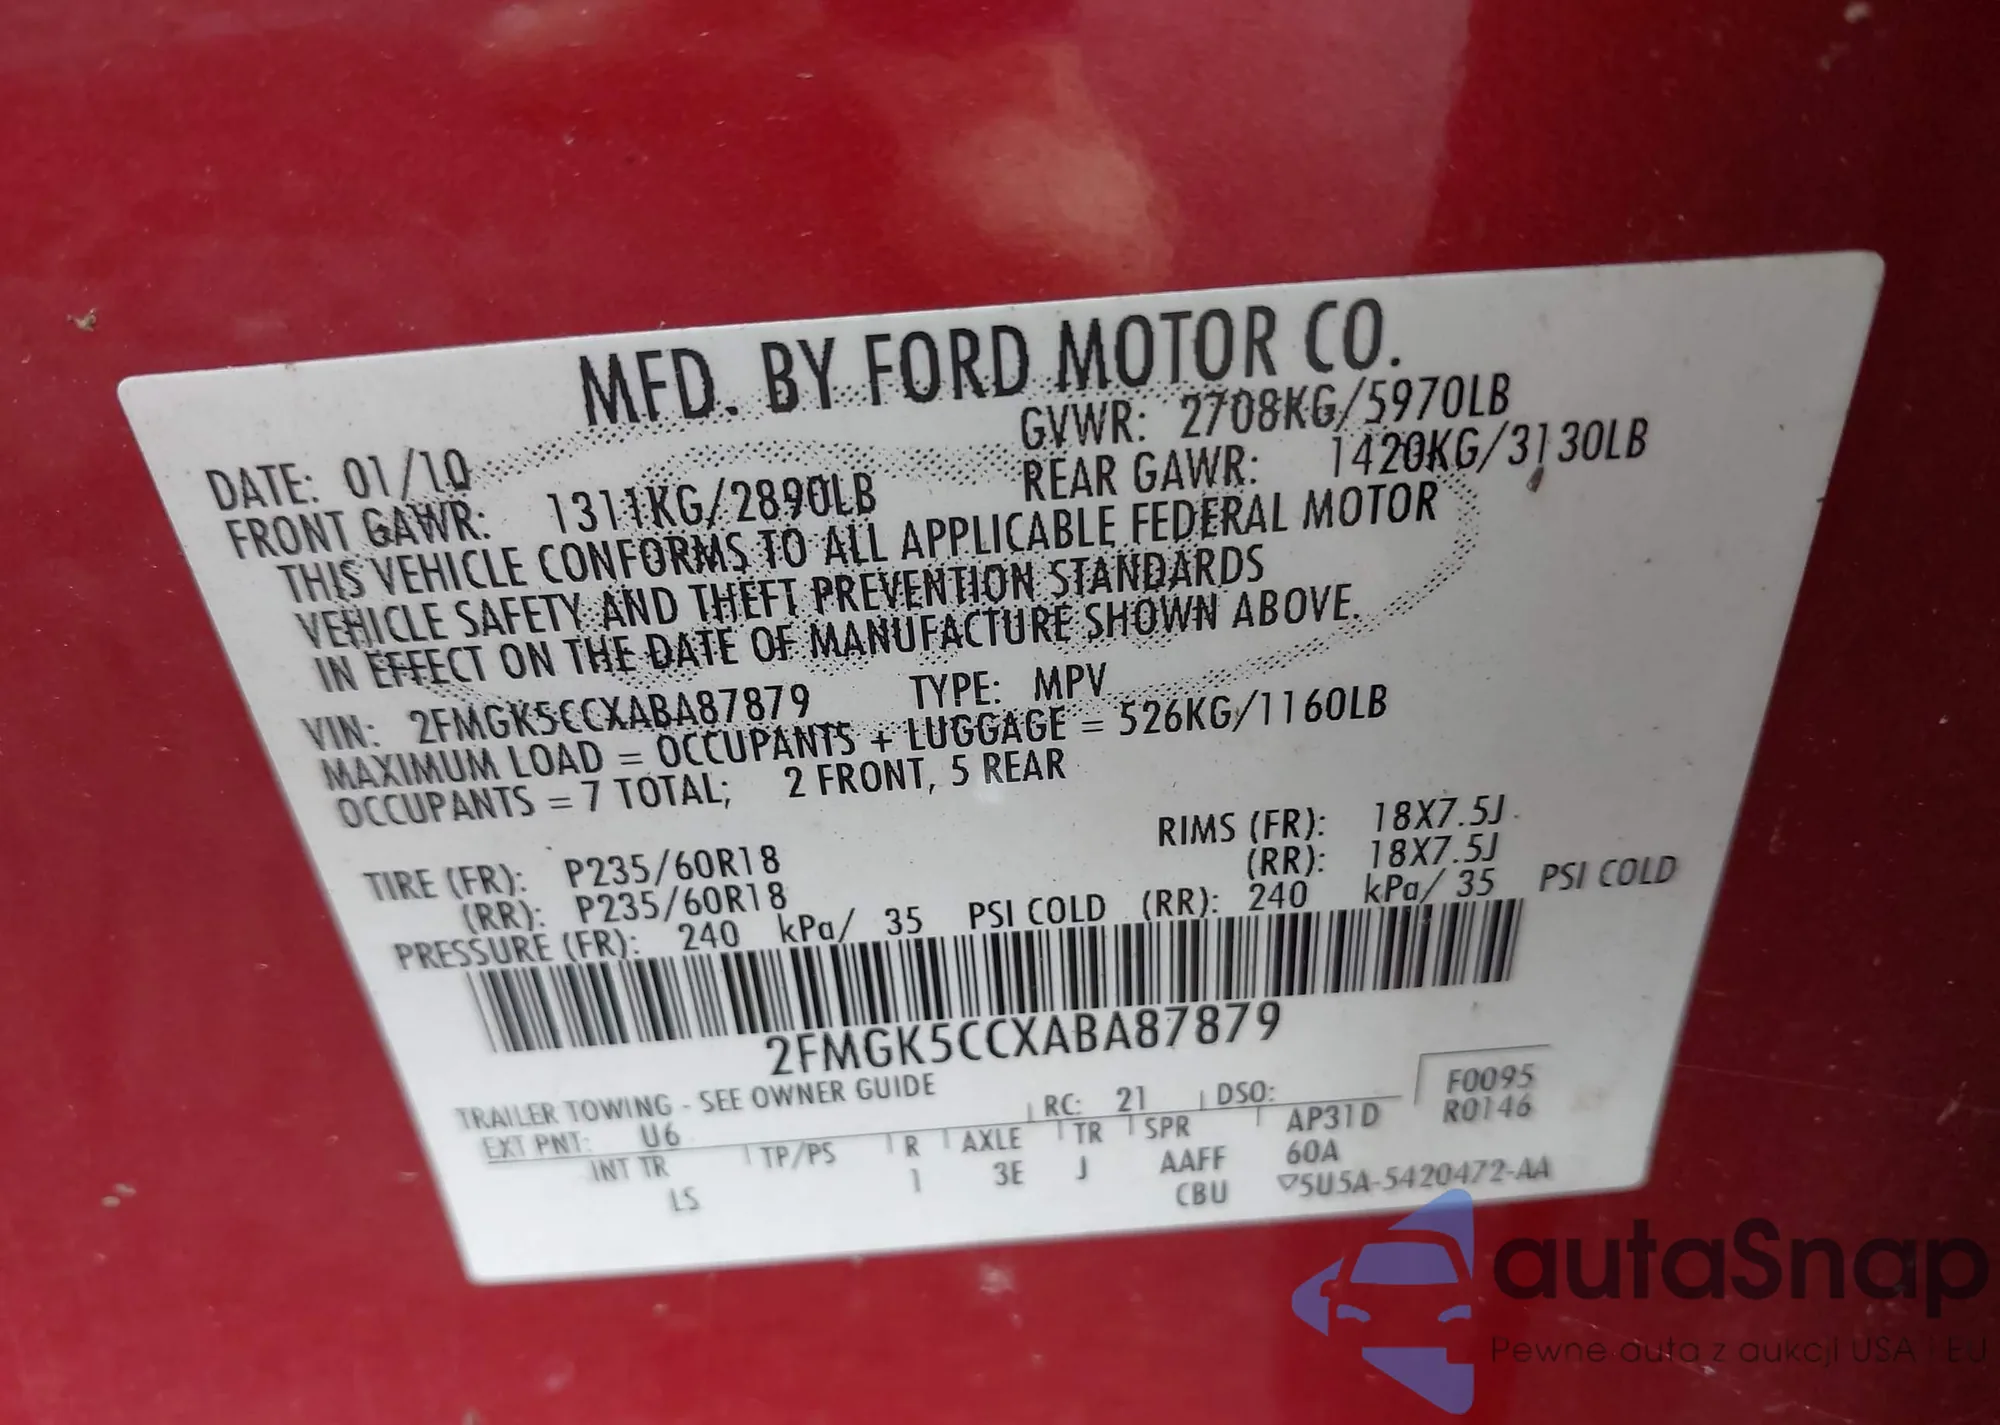 MFD. BY FORD MOTOR CO.
DATE: 01/10 GVWR: 2708KG/5970LB
FRONT GAWR: 1311KG/2890LB REAR GAWR: 1420KG/3130LB
THIS VEHICLE CONFORMS TO ALL APPLICABLE FEDERAL MOTOR
VEHICLE SAFETY AND THEFT PREVENTION STANDARDS
IN EFFECT ON THE DATE OF MANUFACTURE SHOWN ABOVE.
VIN: 2FMGK5CCXABA87879 TYPE: MPV
MAXIMUM LOAD = OCCUPANTS + LUGGAGE = 526KG/1160LB
OCCUPANTS = 7 TOTAL; 2 FRONT, 5 REAR
TIRE (FR): P235/60R18 RIMS (FR): 18X7.5J
(RR): P235/60R18 (RR): 18X7.5J
PRESSURE (FR): 240 kPa/ 35 PSI COLD (RR): 240 kPa/ 35 PSI COLD
2FMGK5CCXABA87879
TRAILER TOWING - SEE OWNER GUIDE F0095
EXT PNT: U6 RC: 21 DSO: R0146
INT TR TP/PS R AXLE TR SPR AP31D
LS 1 3E J AAFF 60A
CBU ▽5U5A-5420472-AA
autaSnap
Pewne auta z aukcji USA i EU